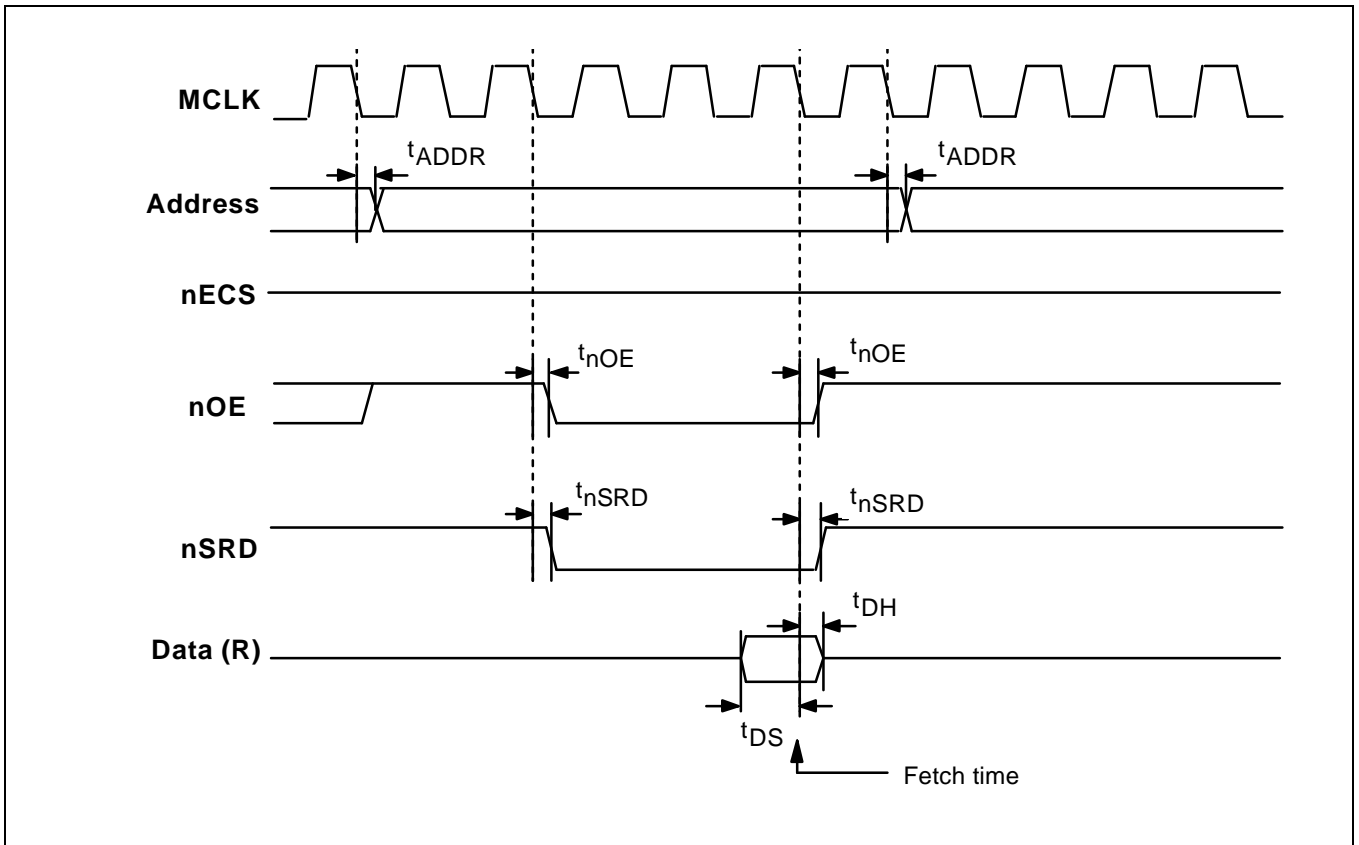 MCLK
tADDR tADDR
Address
nECS
tnOE tnOE
nOE
tnSRD tnSRD
nSRD
tDH
Data (R)
tDS
Fetch time